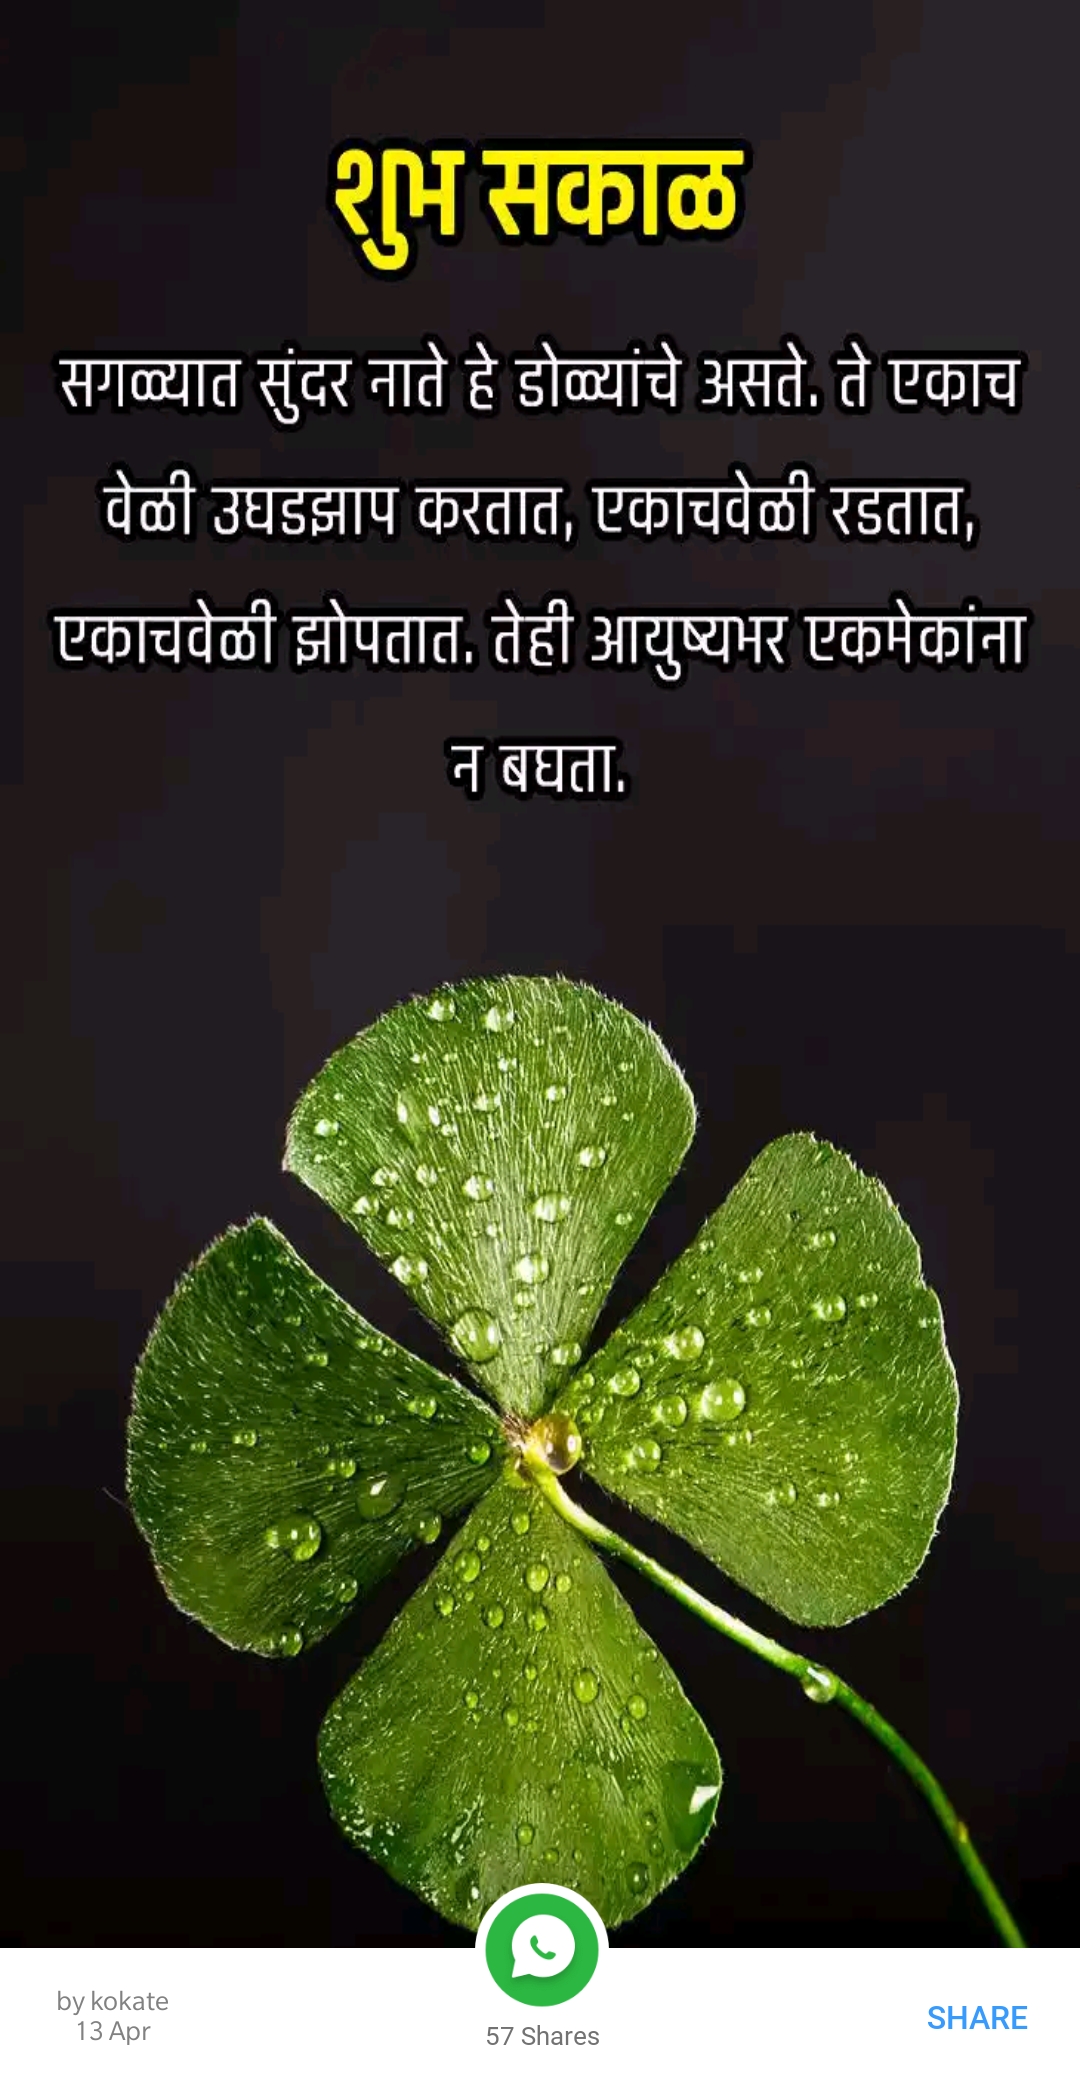 शुभ सकाळ
सगळ्यात सुंदर नाते हे डोळ्यांचे असते. ते एकाच
वेळी उघडझाप करतात, एकाचवेळी रडतात,
एकाचवेळी झोपतात. तेही आयुष्यभर एकमेकांना
न बघता.
by kokate
13 Apr
57 Shares
SHARE